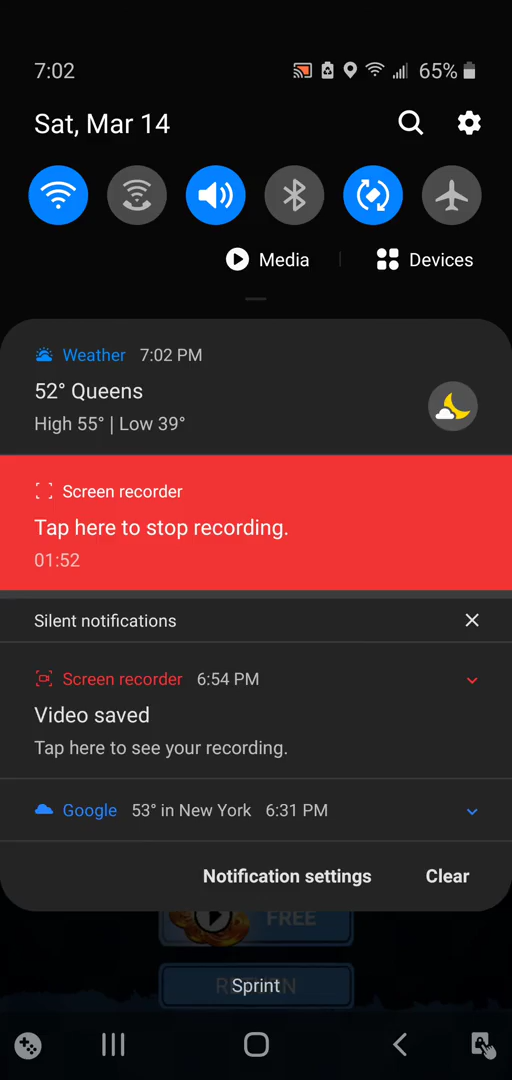 7:02 65%
Sat, Mar 14
Media Devices
Weather 7:02 PM
52° Queens
High 55° | Low 39°
Screen recorder
Tap here to stop recording.
01:52
Silent notifications
Screen recorder 6:54 PM
Video saved
Tap here to see your recording.
Google 53° in New York 6:31 PM
Notification settings Clear
FREE
RETURN
Sprint